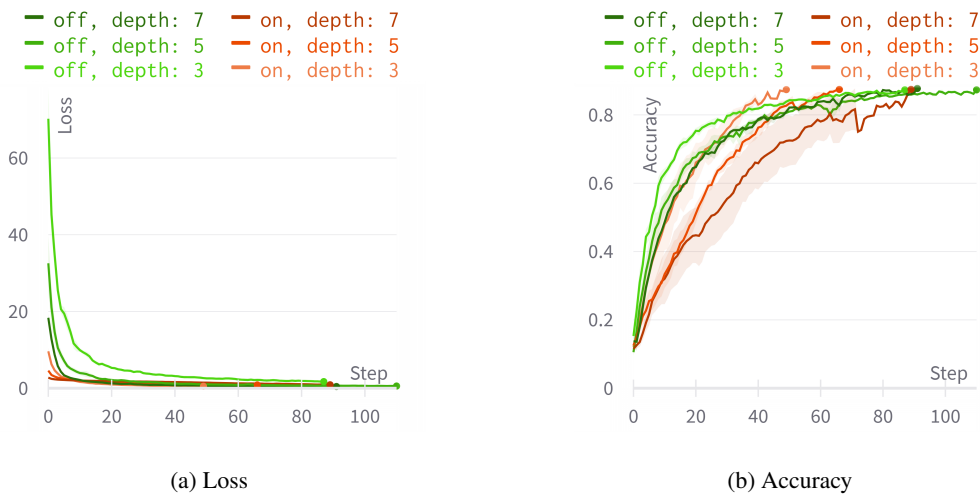 off, depth: 7 on, depth: 7
off, depth: 5 on, depth: 5
off, depth: 3 on, depth: 3
Loss
60
40
20
0
Step
0 20 40 60 80 100
(a) Loss
off, depth: 7 on, depth: 7
off, depth: 5 on, depth: 5
off, depth: 3 on, depth: 3
Accuracy
0.8
0.6
0.4
0.2
0
Step
0 20 40 60 80 100
(b) Accuracy